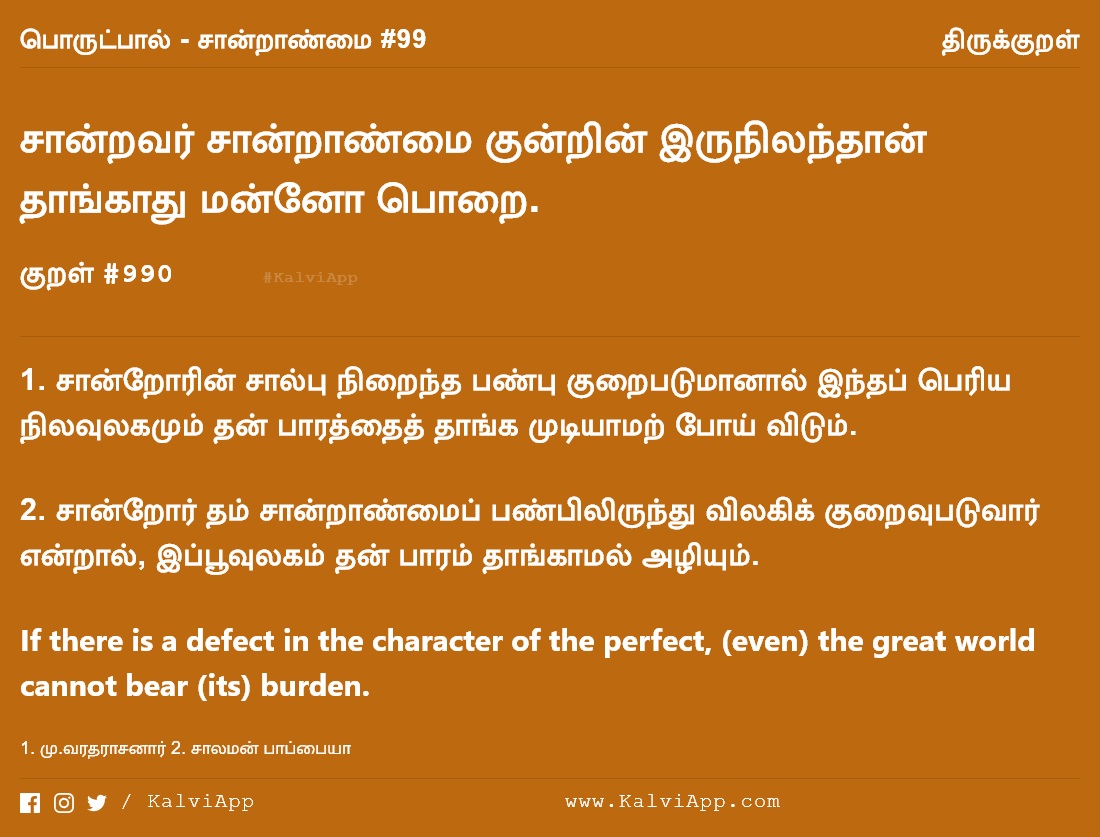 பொருட்பால் - சான்றாண்மை #99 திருக்குறள்
சான்றவர் சான்றாண்மை குன்றின் இருநிலந்தான்
தாங்காது மன்னோ பொறை.
குறள் #990 #KalviApp
1. சான்றோரின் சால்பு நிறைந்த பண்பு குறைபடுமானால் இந்தப் பெரிய
நிலவுலகமும் தன் பாரத்தைத் தாங்க முடியாமற் போய் விடும்.
2. சான்றோர் தம் சான்றாண்மைப் பண்பிலிருந்து விலகிக் குறைவுபடுவார்
என்றால், இப்பூவுலகம் தன் பாரம் தாங்காமல் அழியும்.
If there is a defect in the character of the perfect, (even) the great world
cannot bear (its) burden.
1. மு.வரதராசனார் 2. சாலமன் பாப்பையா
/ KalviApp www.KalviApp.com